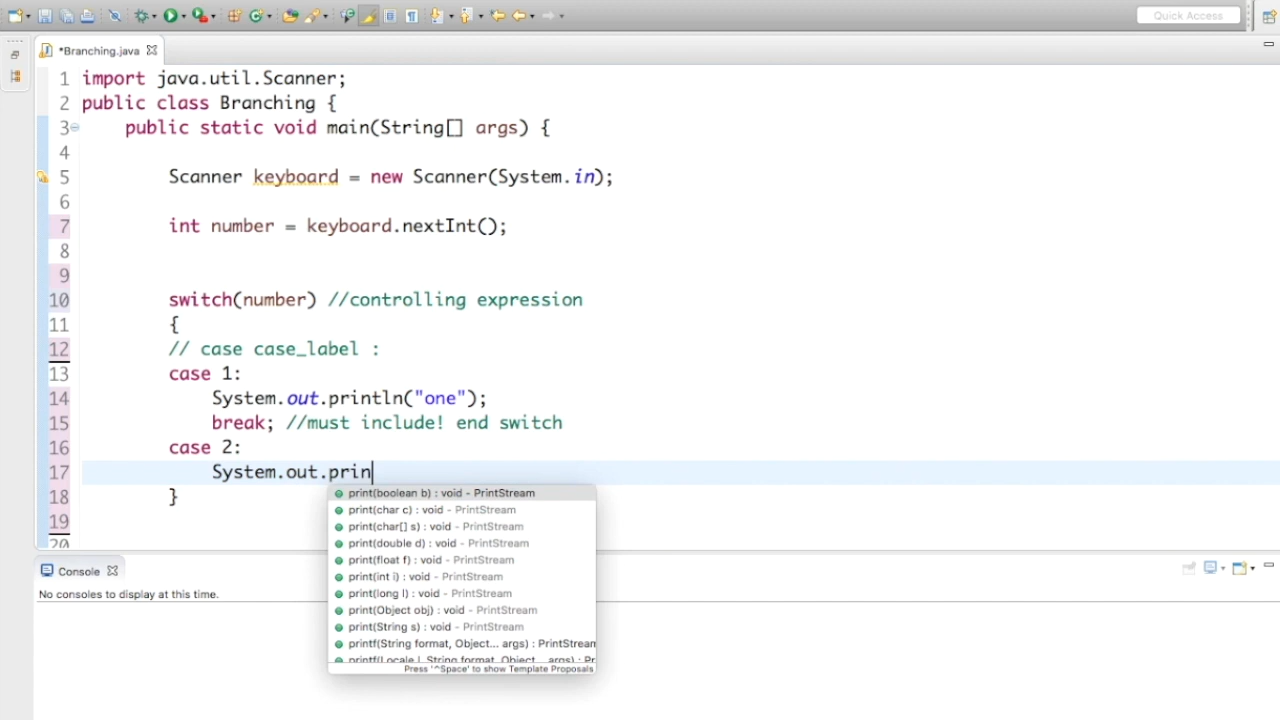 Quick Access
*Branching.java
1 import java.util.Scanner;
2 public class Branching {
3 public static void main(String[] args) {
4
5 Scanner keyboard = new Scanner(System.in);
6
7 int number = keyboard.nextInt();
8
9
10 switch(number) //controlling expression
11 {
12 // case case_label :
13 case 1:
14 System.out.println("one");
15 break; //must include! end switch
16 case 2:
17 System.out.prin
18 }
19
20
print(boolean b) : void - PrintStream
print(char c) : void - PrintStream
print(char[] s) : void - PrintStream
print(double d) : void - PrintStream
print(float f) : void - PrintStream
print(int i) : void - PrintStream
print(long l) : void - PrintStream
print(Object obj) : void - PrintStream
print(String s) : void - PrintStream
printf(String format, Object... args) : PrintStream
printf(Locale l, String format, Object... args) : Pr
Press '^Space' to show Template Proposals
Console
No consoles to display at this time.